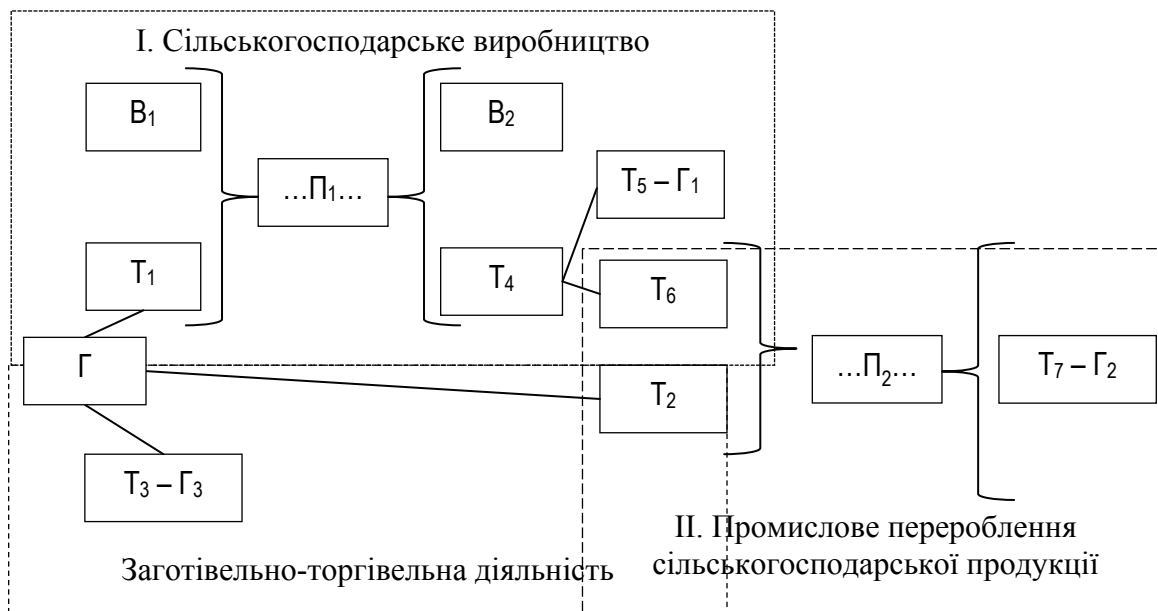 І. Сільськогосподарське виробництво
В1
В2
...П1...
Т5 – Г1
Т1
Т4
Т6
Г
...П2...
Т7 – Г2
Т2
Т3 – Г3
ІІ. Промислове перероблення
сільськогосподарської продукції
Заготівельно-торгівельна діяльність